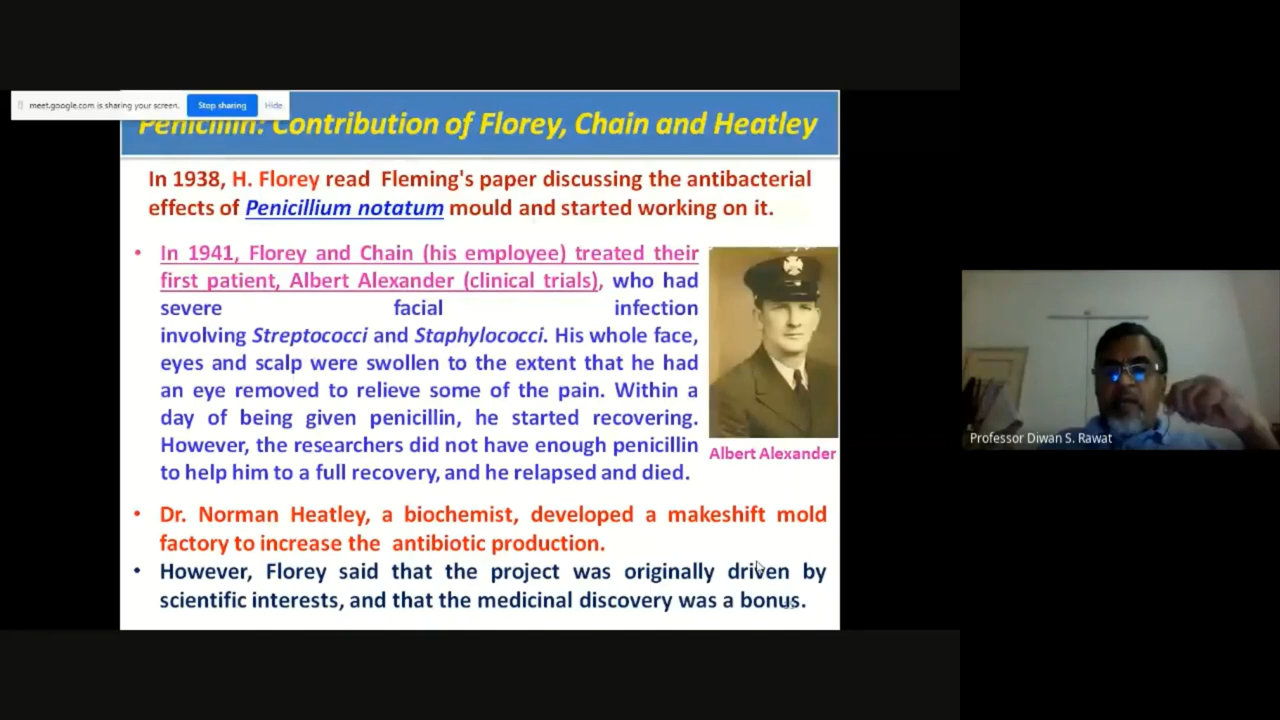 meet.google.com is sharing your screen. Stop sharing Hide
Penicillin: Contribution of Florey, Chain and Heatley
In 1938, H. Florey read Fleming's paper discussing the antibacterial
effects of Penicillium notatum mould and started working on it.
• In 1941, Florey and Chain (his employee) treated their
first patient, Albert Alexander (clinical trials), who had
severe facial infection
involving Streptococci and Staphylococci. His whole face,
eyes and scalp were swollen to the extent that he had
an eye removed to relieve some of the pain. Within a
day of being given penicillin, he started recovering.
However, the researchers did not have enough penicillin
to help him to a full recovery, and he relapsed and died.
Albert Alexander
• Dr. Norman Heatley, a biochemist, developed a makeshift mold
factory to increase the antibiotic production.
• However, Florey said that the project was originally driven by
scientific interests, and that the medicinal discovery was a bonus.
Professor Diwan S. Rawat